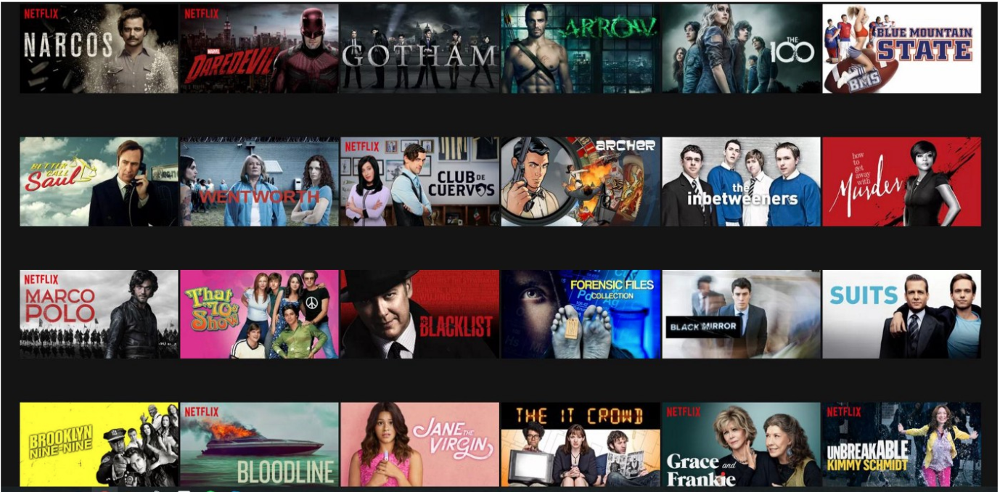 NETFLIX
NARCOS
NETFLIX
MARVEL
DAREDEVIL
GOTHAM
ARROW
THE
100
BLUE MOUNTAIN
STATE
BMS
BETTER
CALL
Saul
WENTWORTH
NETFLIX
CLUB DE
CUERVOS
ARCHER
the
inbetweeners
how
to
get
away
with
Murder
NETFLIX
MARCO
POLO
That
'70s
Show
BLACKLIST
FORENSIC FILES
COLLECTION
BLACK MIRROR
SUITS
BROOKLYN
NINE-NINE
NETFLIX
BLOODLINE
JANE THE
VIRGIN
THE IT CROWD
NETFLIX
Grace and
Frankie
NETFLIX
UNBREAKABLE
KIMMY SCHMIDT